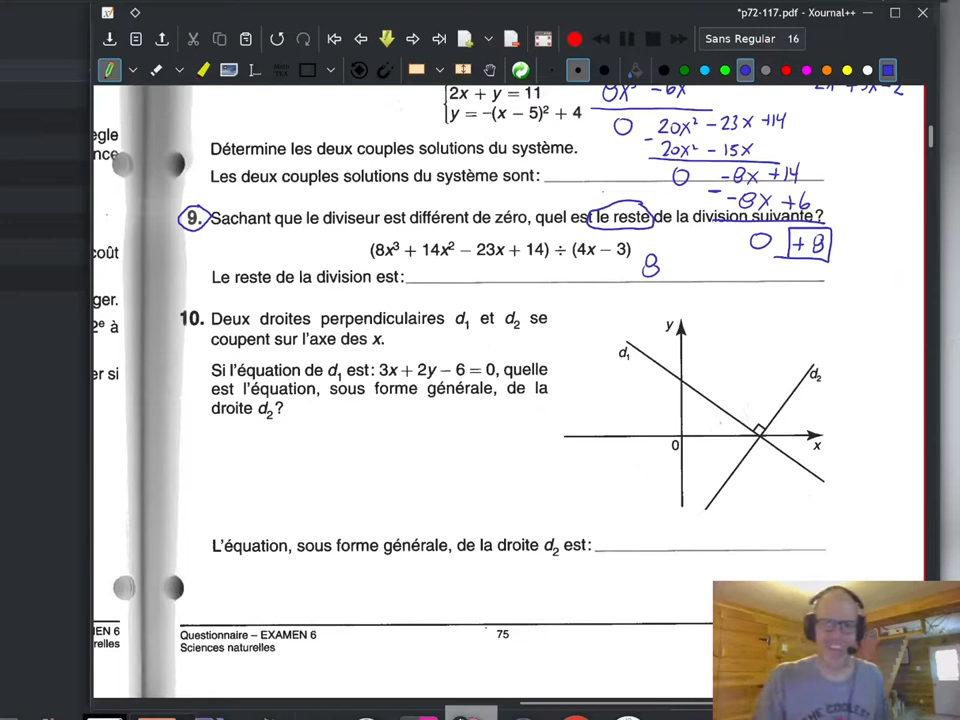 *p72-117.pdf - Xournal++
Sans Regular 16
2x + y = 11
y = –(x – 5)² + 4
8x³ - 6x
0 20x² - 23x + 14
- 20x² - 15x
0 - 8x + 14
- - 8x + 6
0 + 8
Détermine les deux couples solutions du système.
Les deux couples solutions du système sont:
9. Sachant que le diviseur est différent de zéro, quel est le reste de la division suivante?
(8x³ + 14x² – 23x + 14) ÷ (4x – 3)
Le reste de la division est: 8
10. Deux droites perpendiculaires d₁ et d₂ se
coupent sur l'axe des x.
Si l'équation de d₁ est: 3x + 2y – 6 = 0, quelle
est l'équation, sous forme générale, de la
droite d₂?
y
d₁
d₂
0
x
L'équation, sous forme générale, de la droite d₂ est:
Questionnaire – EXAMEN 6
Sciences naturelles
75
egle
nce
coût
ger.
2e à
er si
EN 6
relles
THE COOLEST